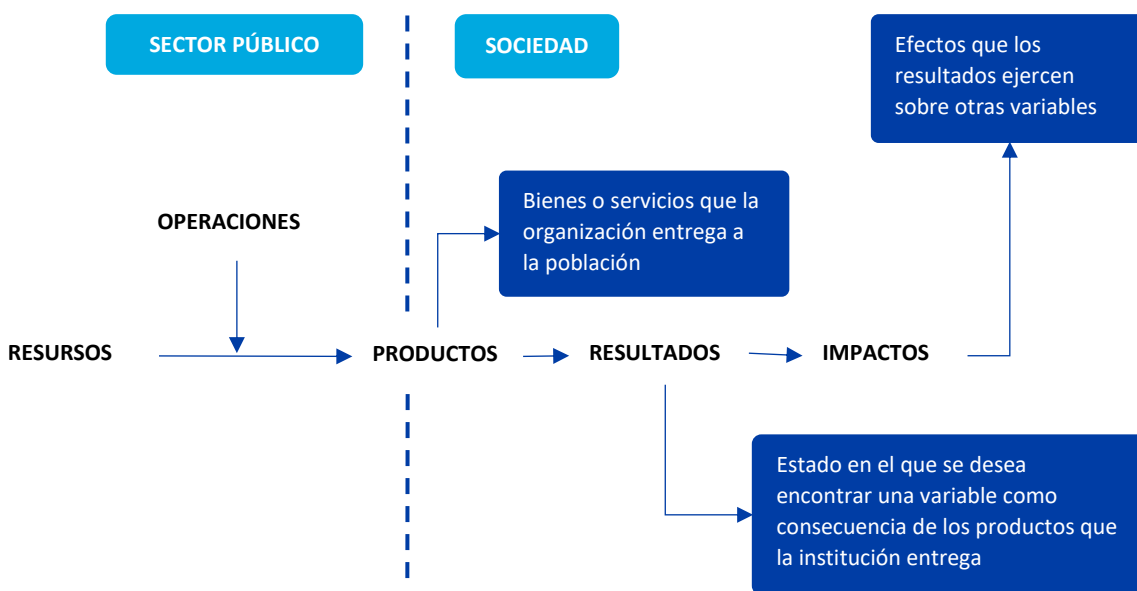 SECTOR PÚBLICO
SOCIEDAD
Efectos que los
resultados ejercen
sobre otras variables
Bienes o servicios que la
organización entrega a
la población
OPERACIONES
RESURSOS
PRODUCTOS
RESULTADOS
IMPACTOS
Estado en el que se desea
encontrar una variable como
consecuencia de los productos que
la institución entrega